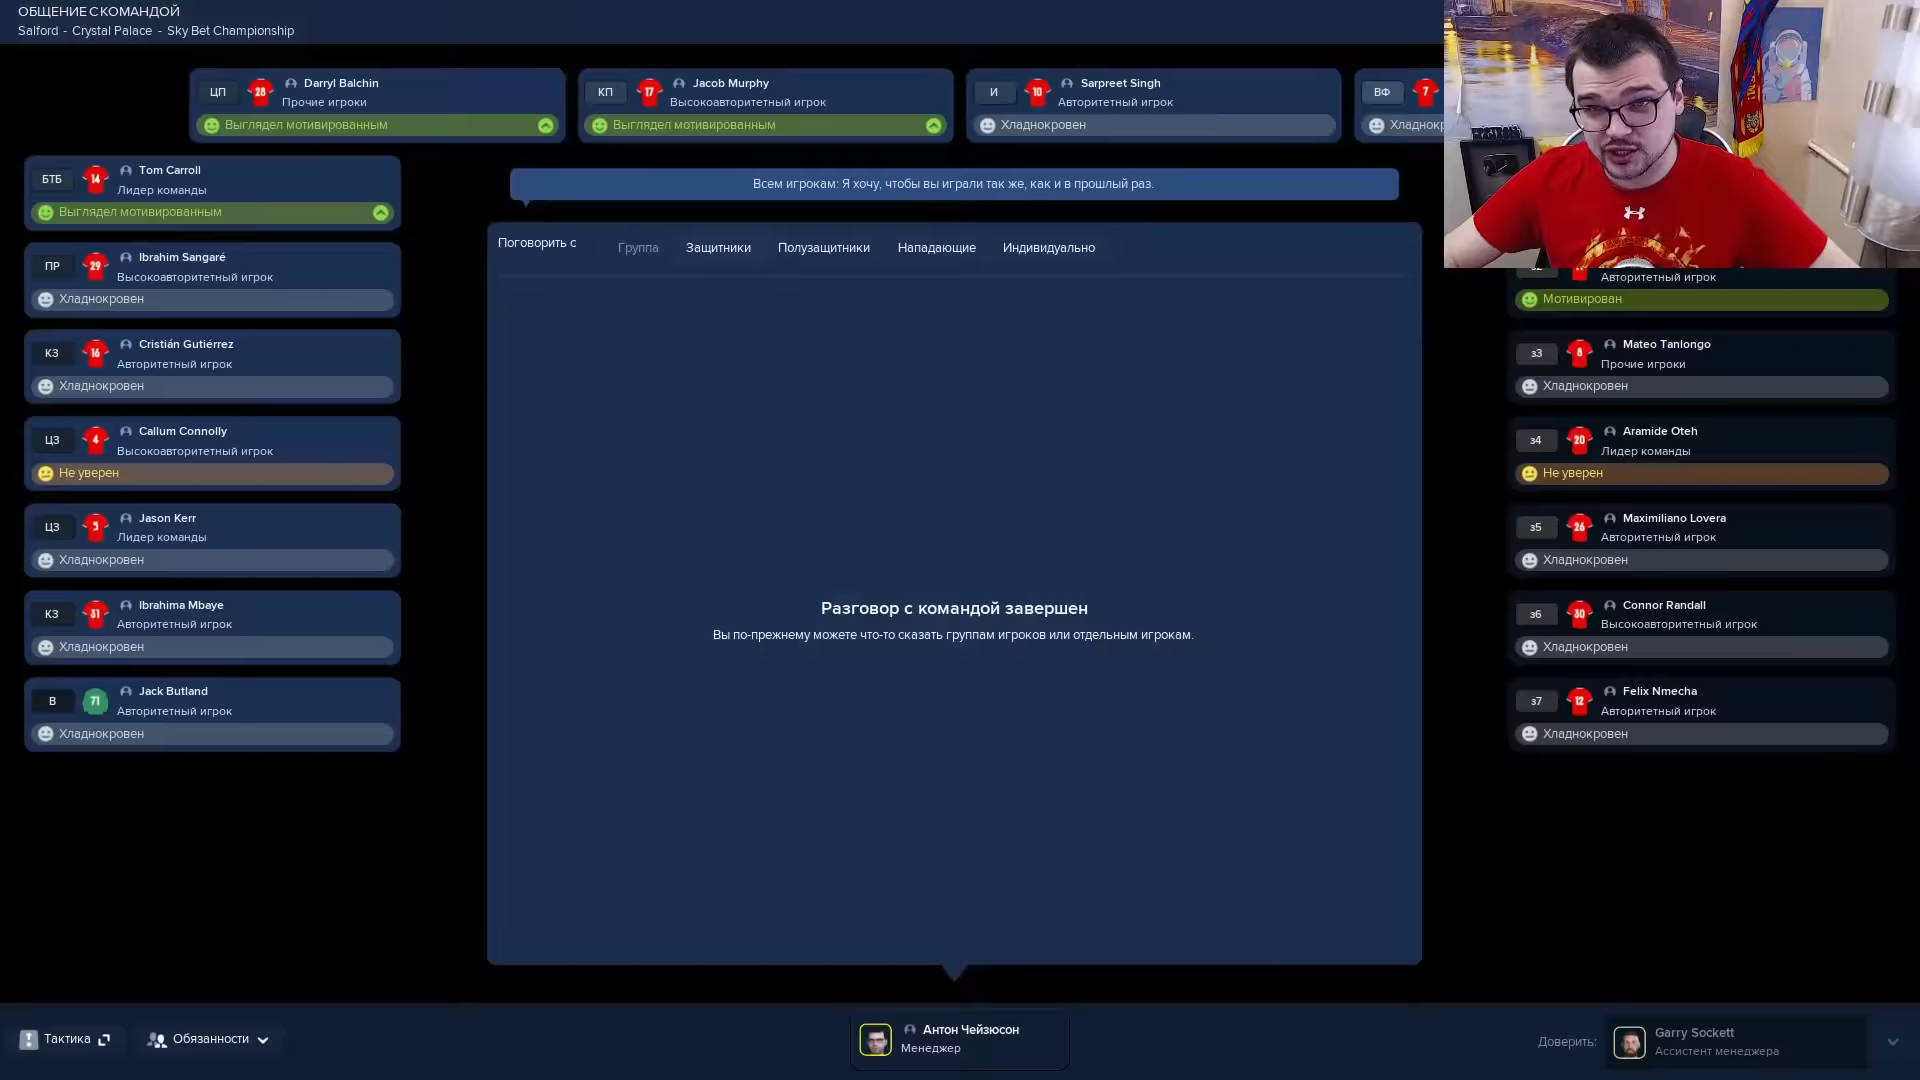 ОБЩЕНИЕ С КОМАНДОЙ
Salford - Crystal Palace - Sky Bet Championship
ЦП 28 Darryl Balchin
Прочие игроки
Выглядел мотивированным
КП 17 Jacob Murphy
Высокоавторитетный игрок
Выглядел мотивированным
И 10 Sarpreet Singh
Авторитетный игрок
Хладнокровен
ВФ 7
БТБ 14 Tom Carroll
Лидер команды
Выглядел мотивированным
ПР 29 Ibrahim Sangaré
Высокоавторитетный игрок
Хладнокровен
КЗ 16 Cristián Gutiérrez
Авторитетный игрок
Хладнокровен
ЦЗ 4 Callum Connolly
Высокоавторитетный игрок
Не уверен
ЦЗ 5 Jason Kerr
Лидер команды
Хладнокровен
КЗ 31 Ibrahima Mbaye
Авторитетный игрок
Хладнокровен
В 71 Jack Butland
Авторитетный игрок
Хладнокровен
Всем игрокам: Я хочу, чтобы вы играли так же, как и в прошлый раз.
Поговорить с Группа Защитники Полузащитники Нападающие Индивидуально
Разговор с командой завершен
Вы по-прежнему можете что-то сказать группам игроков или отдельным игрокам.
Авторитетный игрок
Мотивирован
з3 8 Mateo Tanlongo
Прочие игроки
Хладнокровен
з4 20 Aramide Oteh
Лидер команды
Не уверен
з5 26 Maximiliano Lovera
Авторитетный игрок
Хладнокровен
з6 30 Connor Randall
Высокоавторитетный игрок
Хладнокровен
з7 12 Felix Nmecha
Авторитетный игрок
Хладнокровен
Тактика Обязанности
Антон Чейзюсон
Менеджер
Доверить: Garry Sockett
Ассистент менеджера